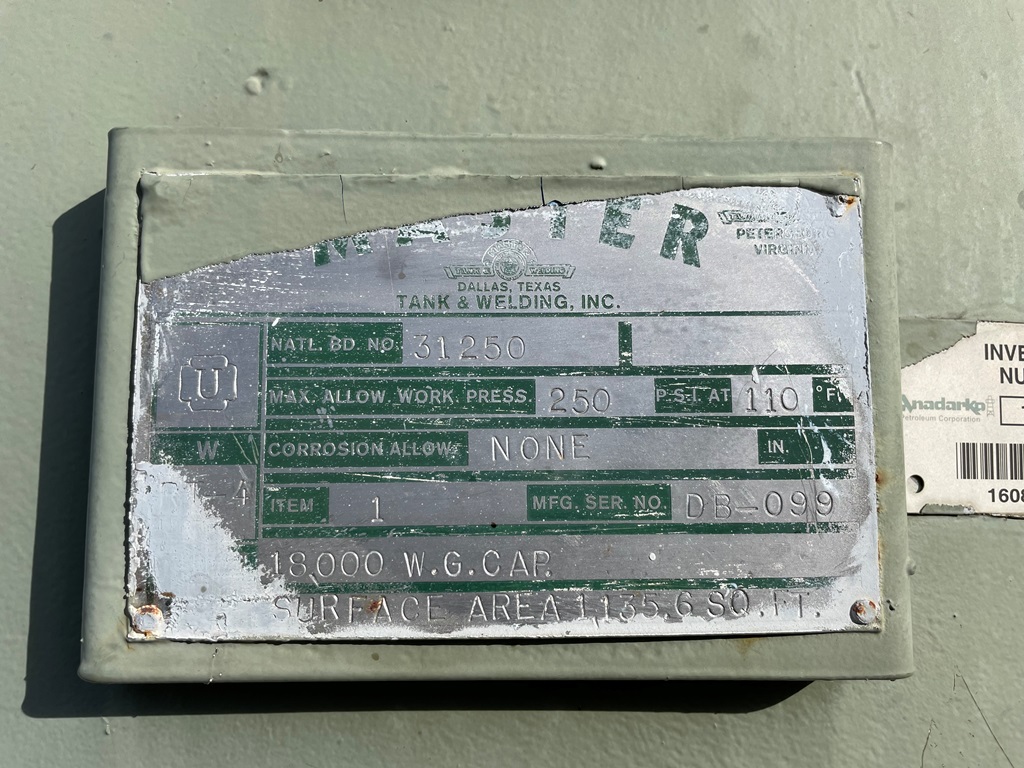 MASTER
PETERSBURG
VIRGINIA
DALLAS, TEXAS
TANK & WELDING, INC.
NATL. BD. NO. 31250
U
MAX. ALLOW. WORK. PRESS. 250 P.S.I. AT 110 °F
W
CORROSION ALLOW. NONE IN.
-4
ITEM 1 MFG. SER. NO. DB-099
18,000 W.G.CAP.
SURFACE AREA 1,135.6 SQ.FT.
INVE
NU
Anadarko
Petroleum Corporation
1608